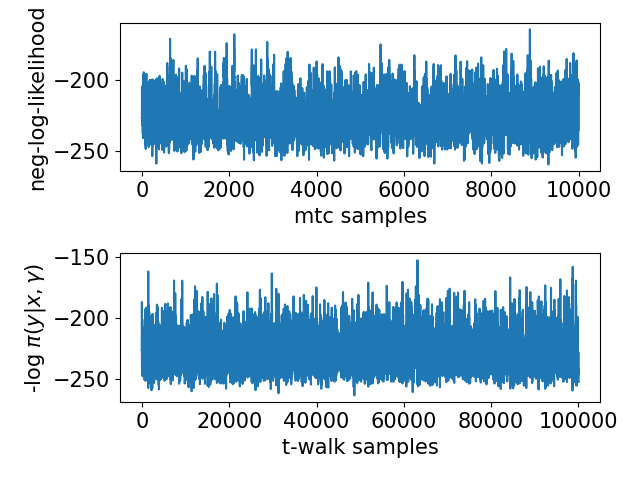 neg-log-likelihood
−200
−250
0 2000 4000 6000 8000 10000
mtc samples
-log π(y|x, γ)
−150
−200
−250
0 20000 40000 60000 80000 100000
t-walk samples